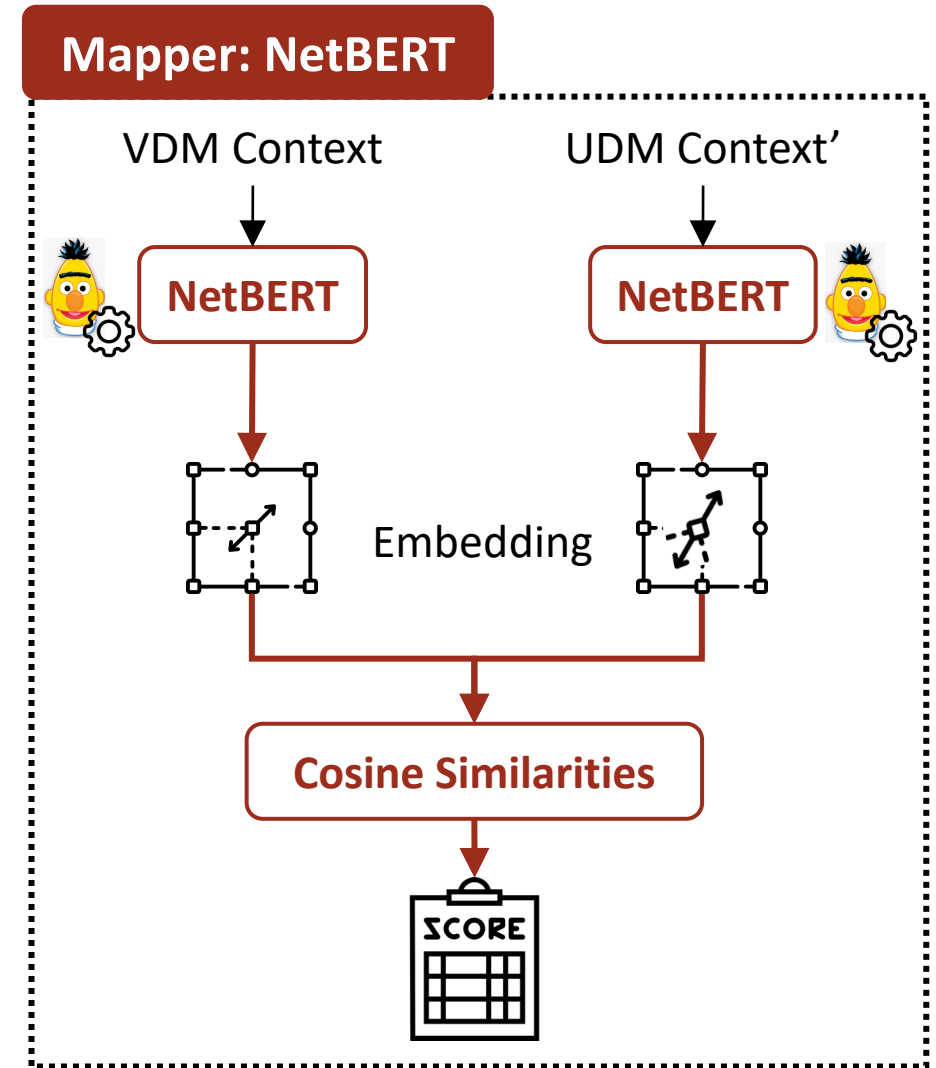 Mapper: NetBERT
VDM Context
UDM Context’
NetBERT
NetBERT
Embedding
Cosine Similarities
SCORE